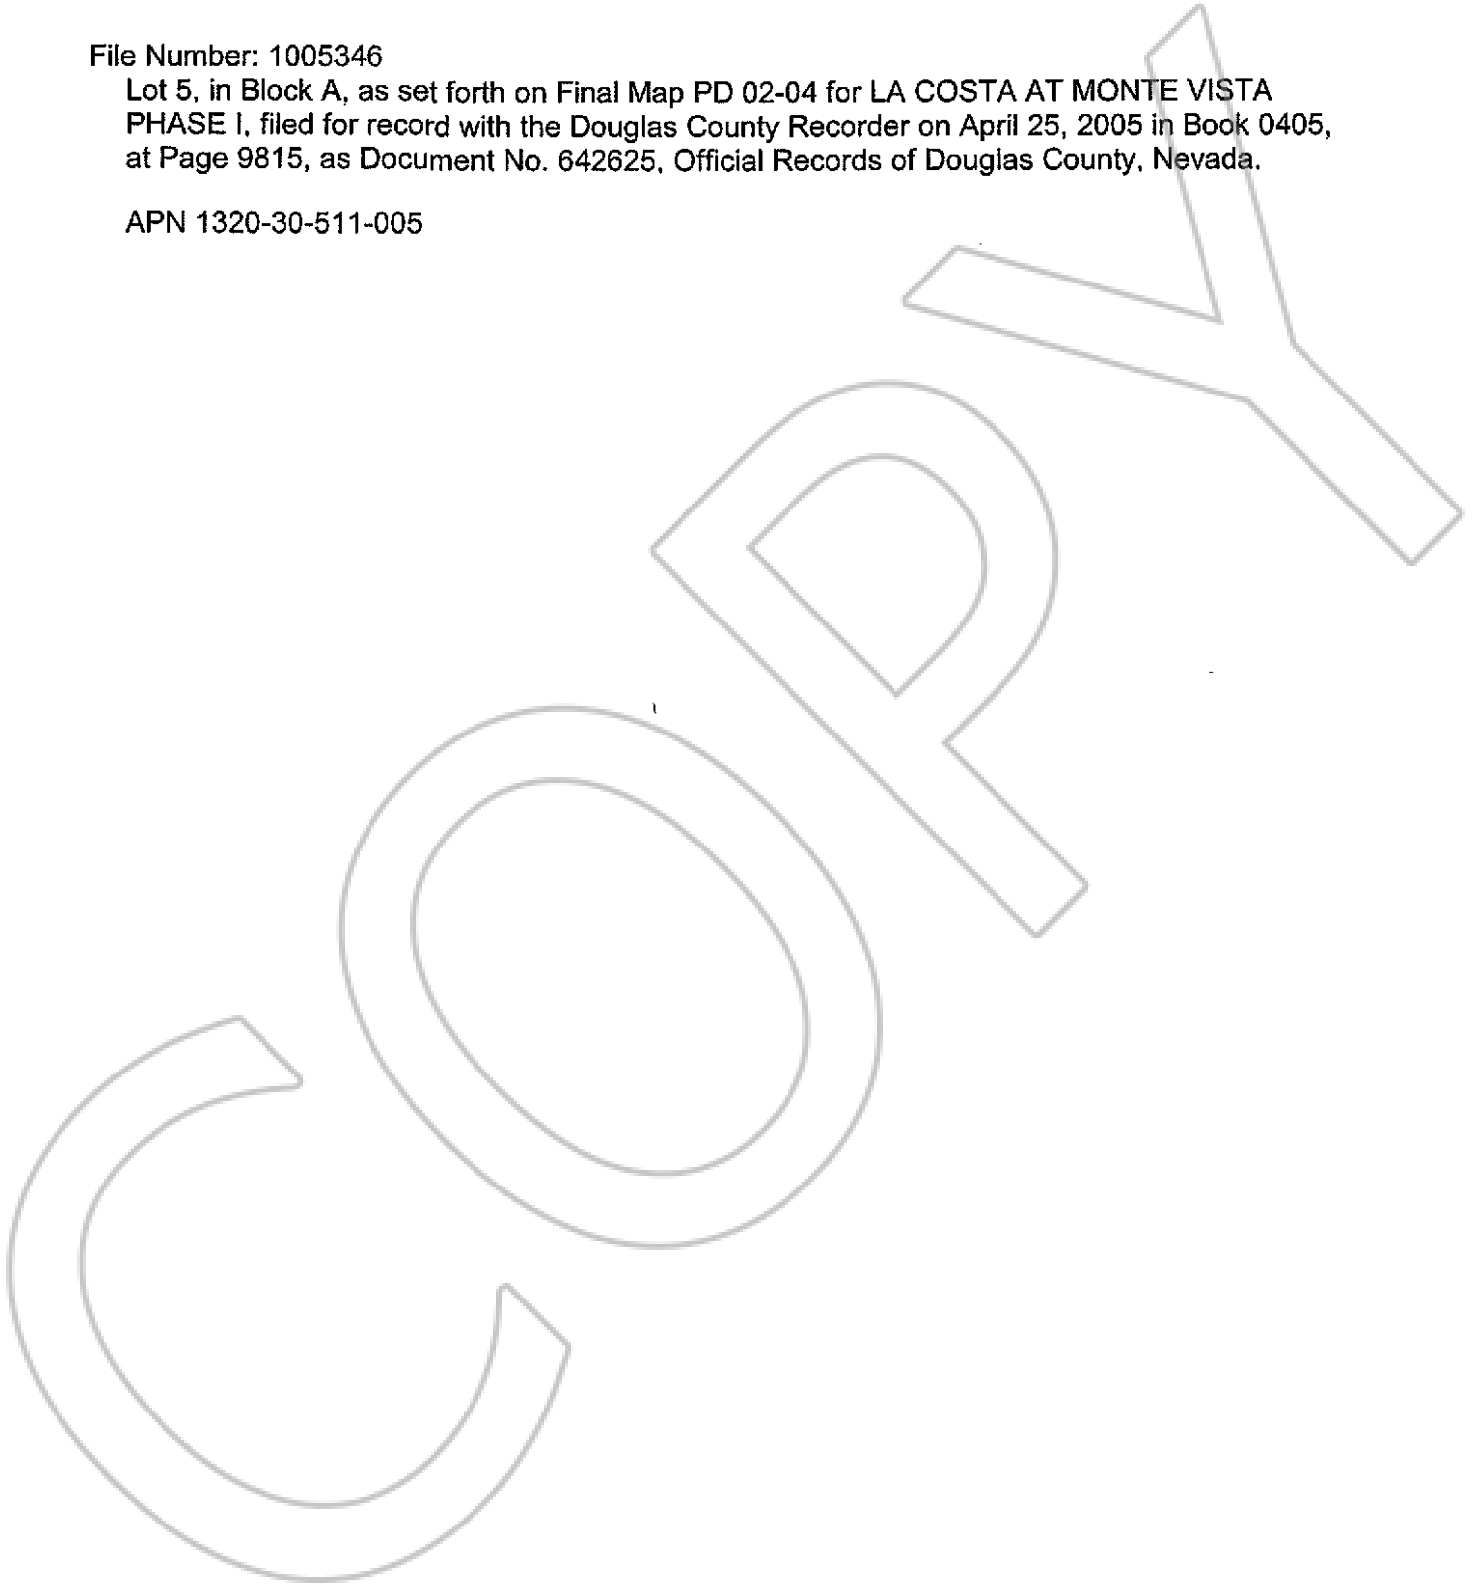 File Number: 1005346
Lot 5, in Block A, as set forth on Final Map PD 02-04 for LA COSTA AT MONTE VISTA
PHASE I, filed for record with the Douglas County Recorder on April 25, 2005 in Book 0405,
at Page 9815, as Document No. 642625, Official Records of Douglas County, Nevada.
APN 1320-30-511-005
COPY